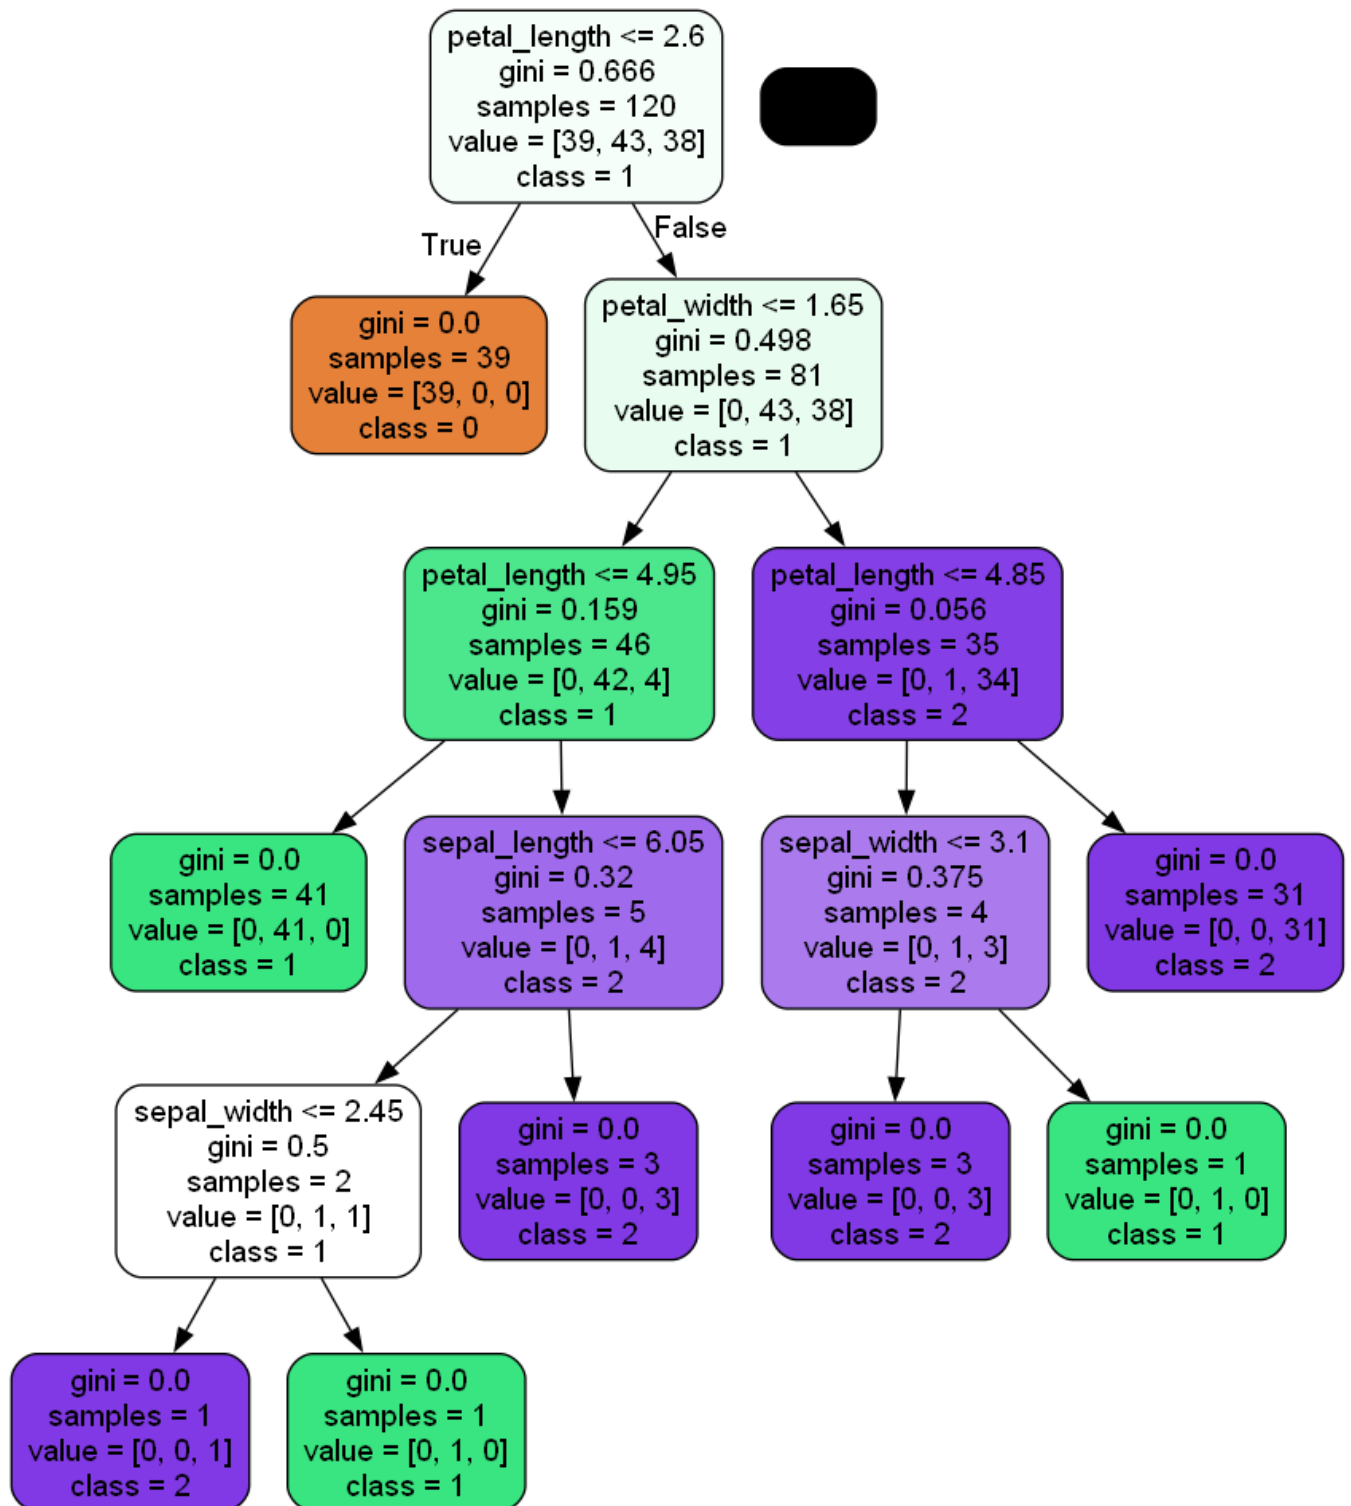 petal_length <= 2.6
gini = 0.666
samples = 120
value = [39, 43, 38]
class = 1
True
False
gini = 0.0
samples = 39
value = [39, 0, 0]
class = 0
petal_width <= 1.65
gini = 0.498
samples = 81
value = [0, 43, 38]
class = 1
petal_length <= 4.95
gini = 0.159
samples = 46
value = [0, 42, 4]
class = 1
petal_length <= 4.85
gini = 0.056
samples = 35
value = [0, 1, 34]
class = 2
gini = 0.0
samples = 41
value = [0, 41, 0]
class = 1
sepal_length <= 6.05
gini = 0.32
samples = 5
value = [0, 1, 4]
class = 2
sepal_width <= 3.1
gini = 0.375
samples = 4
value = [0, 1, 3]
class = 2
gini = 0.0
samples = 31
value = [0, 0, 31]
class = 2
sepal_width <= 2.45
gini = 0.5
samples = 2
value = [0, 1, 1]
class = 1
gini = 0.0
samples = 3
value = [0, 0, 3]
class = 2
gini = 0.0
samples = 3
value = [0, 0, 3]
class = 2
gini = 0.0
samples = 1
value = [0, 1, 0]
class = 1
gini = 0.0
samples = 1
value = [0, 0, 1]
class = 2
gini = 0.0
samples = 1
value = [0, 1, 0]
class = 1